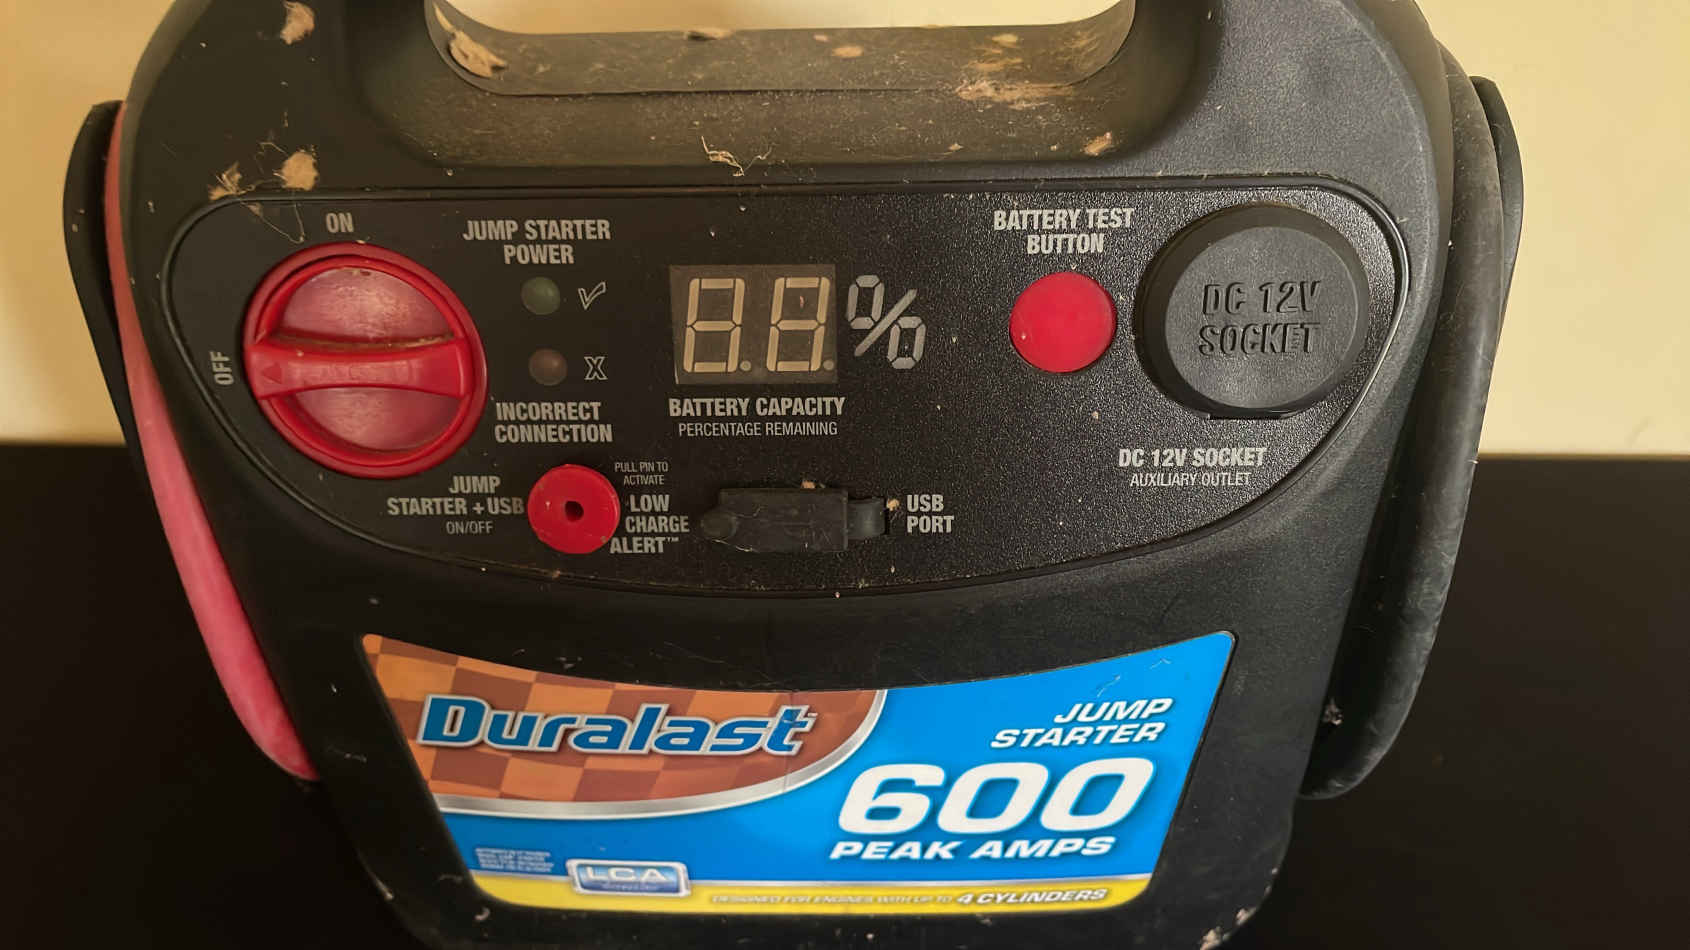 ON
OFF
JUMP STARTER
POWER
INCORRECT
CONNECTION
JUMP
STARTER + USB
ON/OFF
PULL PIN TO
ACTIVATE
LOW
CHARGE
ALERT™
8.8. %
BATTERY CAPACITY
PERCENTAGE REMAINING
USB
PORT
BATTERY TEST
BUTTON
DC 12V
SOCKET
DC 12V SOCKET
AUXILIARY OUTLET
Duralast
JUMP
STARTER
600
PEAK AMPS
LCA
DESIGNED FOR ENGINES WITH UP TO 4 CYLINDERS